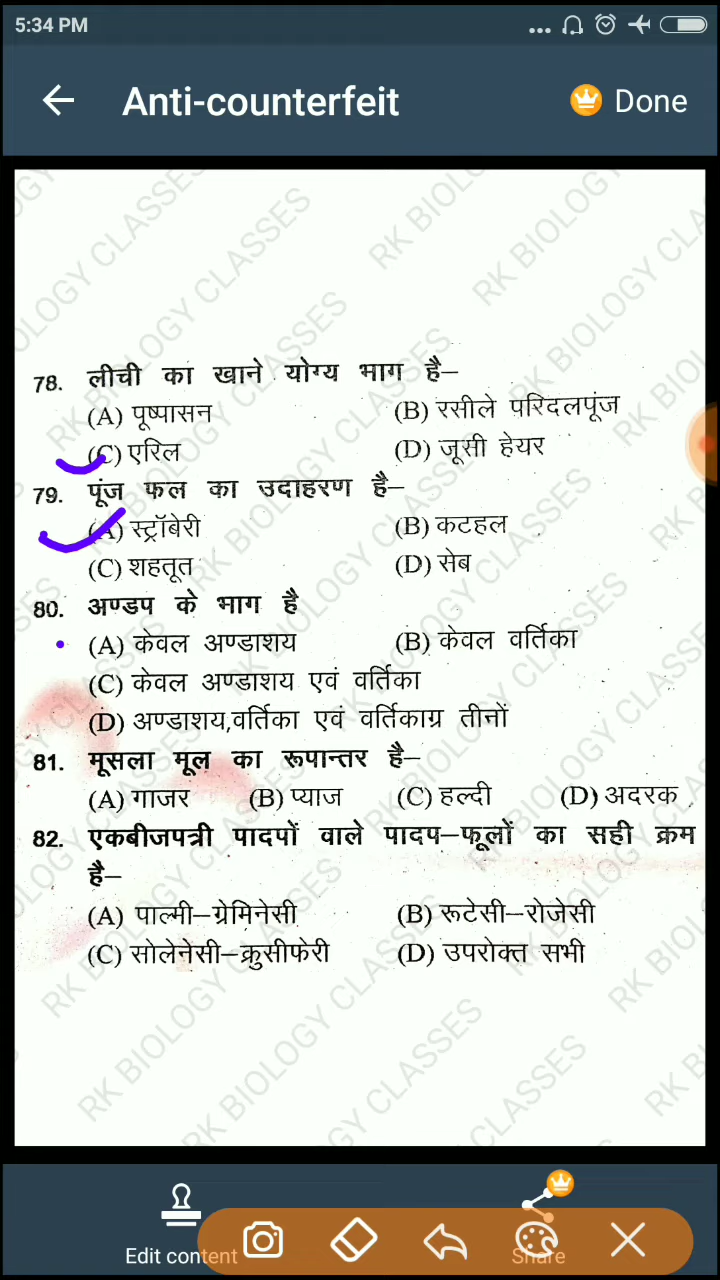 5:34 PM
Anti-counterfeit
Done
78. लीची का खाने योग्य भाग है–
(A) पूष्पासन (B) रसीले परिदलपूंज
(C) एरिल (D) जूसी हेयर
79. पूंज फल का उदाहरण है–
(A) स्ट्रॉबेरी (B) कटहल
(C) शहतूत (D) सेब
80. अण्डप के भाग है
(A) केवल अण्डाशय (B) केवल वर्तिका
(C) केवल अण्डाशय एवं वर्तिका
(D) अण्डाशय,वर्तिका एवं वर्तिकाग्र तीनों
81. मूसला मूल का रूपान्तर है–
(A) गाजर (B) प्याज (C) हल्दी (D) अदरक
82. एकबीजपत्री पादपों वाले पादप–फूलों का सही क्रम
है–
(A) पाल्मी–ग्रेमिनेसी (B) रूटेसी–रोजेसी
(C) सोलेनेसी–क्रुसीफेरी (D) उपरोक्त सभी
RK BIOLOGY CLASSES
Edit content
Share